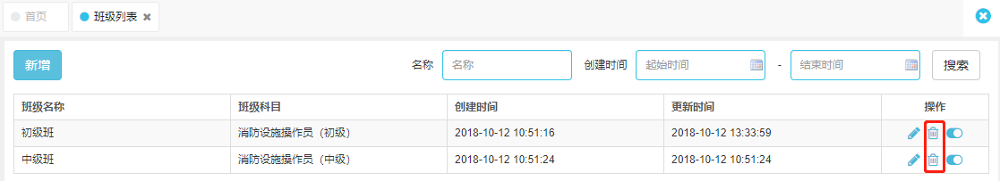 首页 班级列表
新增 名称 名称 创建时间 起始时间 - 结束时间 搜索
班级名称 班级科目 创建时间 更新时间 操作
初级班 消防设施操作员（初级） 2018-10-12 10:51:16 2018-10-12 13:33:59
中级班 消防设施操作员（中级） 2018-10-12 10:51:24 2018-10-12 10:51:24